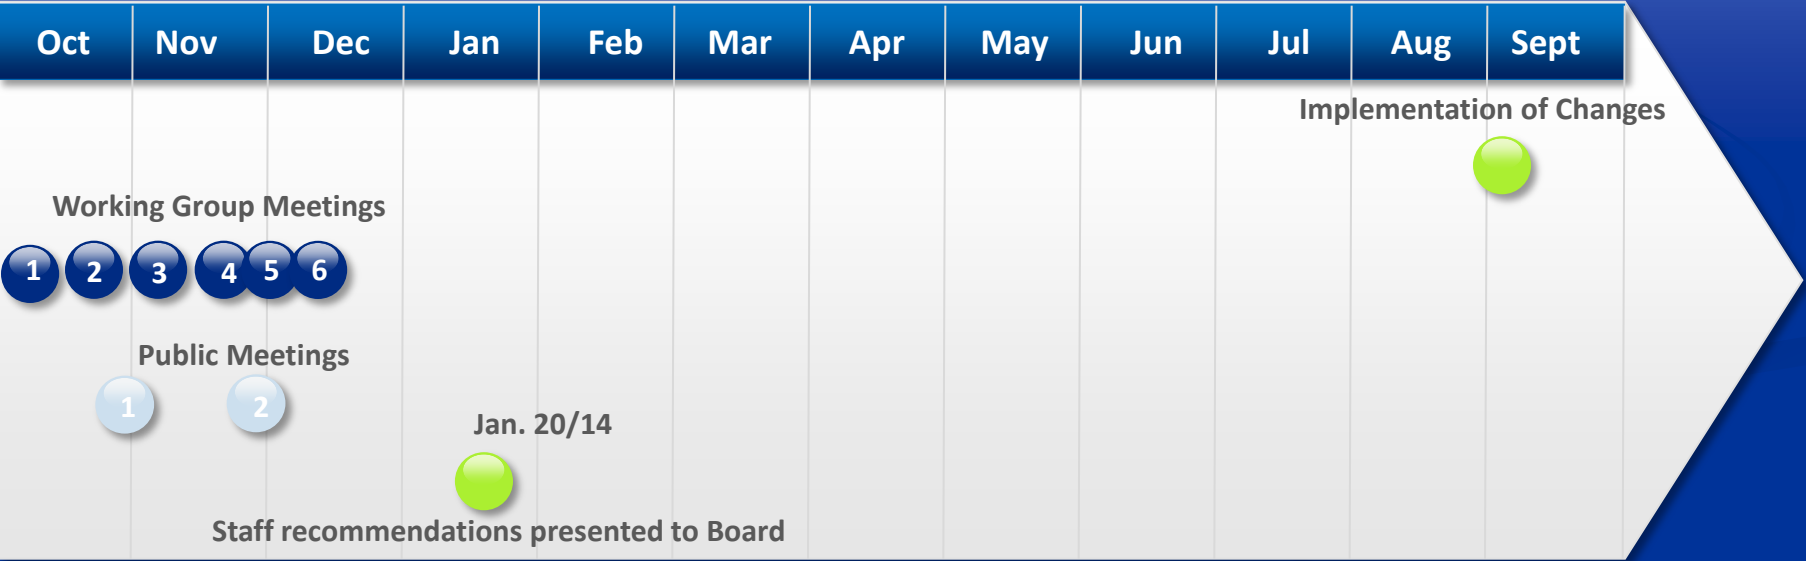 Oct Nov Dec Jan Feb Mar Apr May Jun Jul Aug Sept
Implementation of Changes
Working Group Meetings
1 2 3 4 5 6
Public Meetings
1 2
Jan. 20/14
Staff recommendations presented to Board